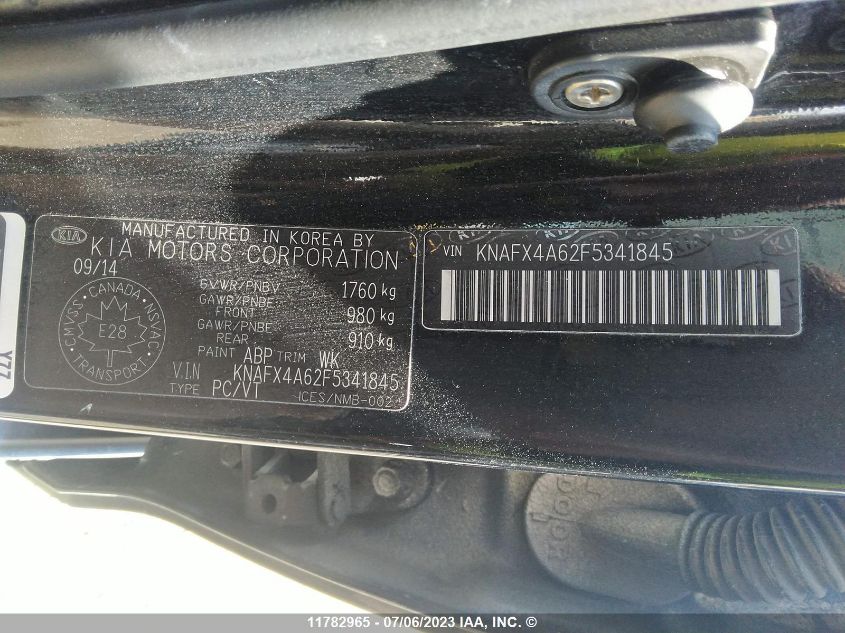 KIA
MANUFACTURED IN KOREA BY
KIA MOTORS CORPORATION
09/14
GVWR/PNBV 1760 kg
GAWR/PNBE
FRONT 980 kg
GAWR/PNBE
REAR 910 kg
PAINT ABP TRIM WK
V.I.N KNAFX4A62F5341845
TYPE PC/VT
ICES/NMB-002
CANADA
CMVSS NSVAC
E28
TRANSPORT
VIN KNAFX4A62F5341845
Y77
11782965 - 07/06/2023 IAA, INC. ©